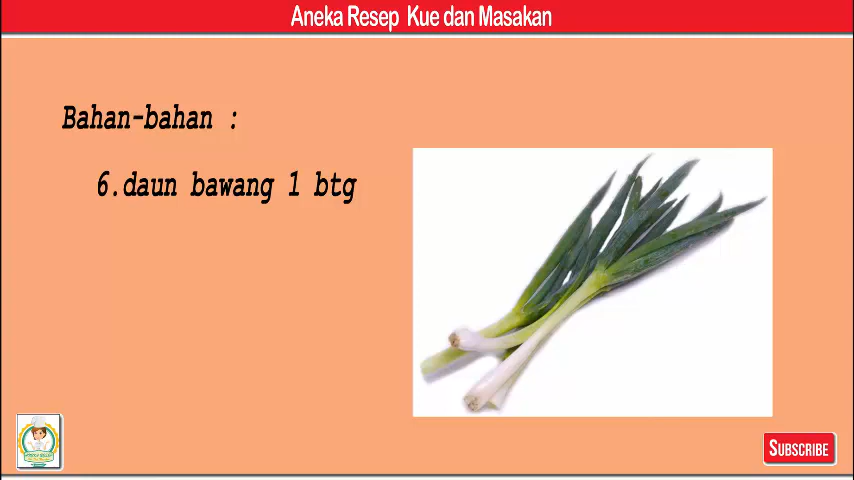 Aneka Resep Kue dan Masakan
Bahan-bahan :
6.daun bawang 1 btg
SUBSCRIBE